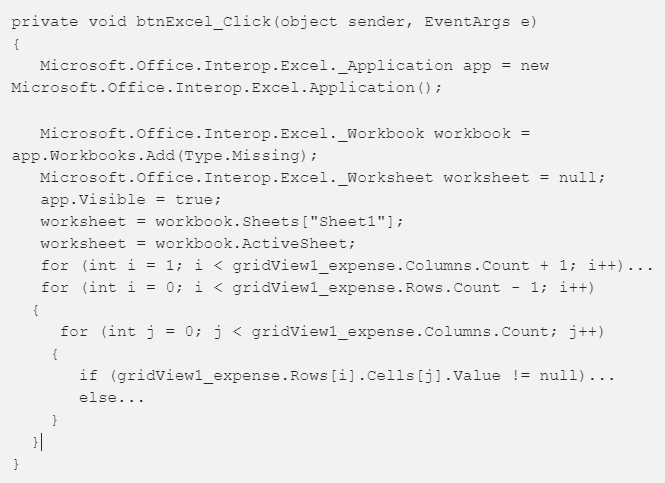 private void btnExcel_Click(object sender, EventArgs e)
{
Microsoft.Office.Interop.Excel._Application app = new
Microsoft.Office.Interop.Excel.Application();
Microsoft.Office.Interop.Excel._Workbook workbook =
app.Workbooks.Add(Type.Missing);
Microsoft.Office.Interop.Excel._Worksheet worksheet = null;
app.Visible = true;
worksheet = workbook.Sheets["Sheet1"];
worksheet = workbook.ActiveSheet;
for (int i = 1; i < gridView1_expense.Columns.Count + 1; i++)...
for (int i = 0; i < gridView1_expense.Rows.Count - 1; i++)
{
for (int j = 0; j < gridView1_expense.Columns.Count; j++)
{
if (gridView1_expense.Rows[i].Cells[j].Value != null)...
else...
}
}
}